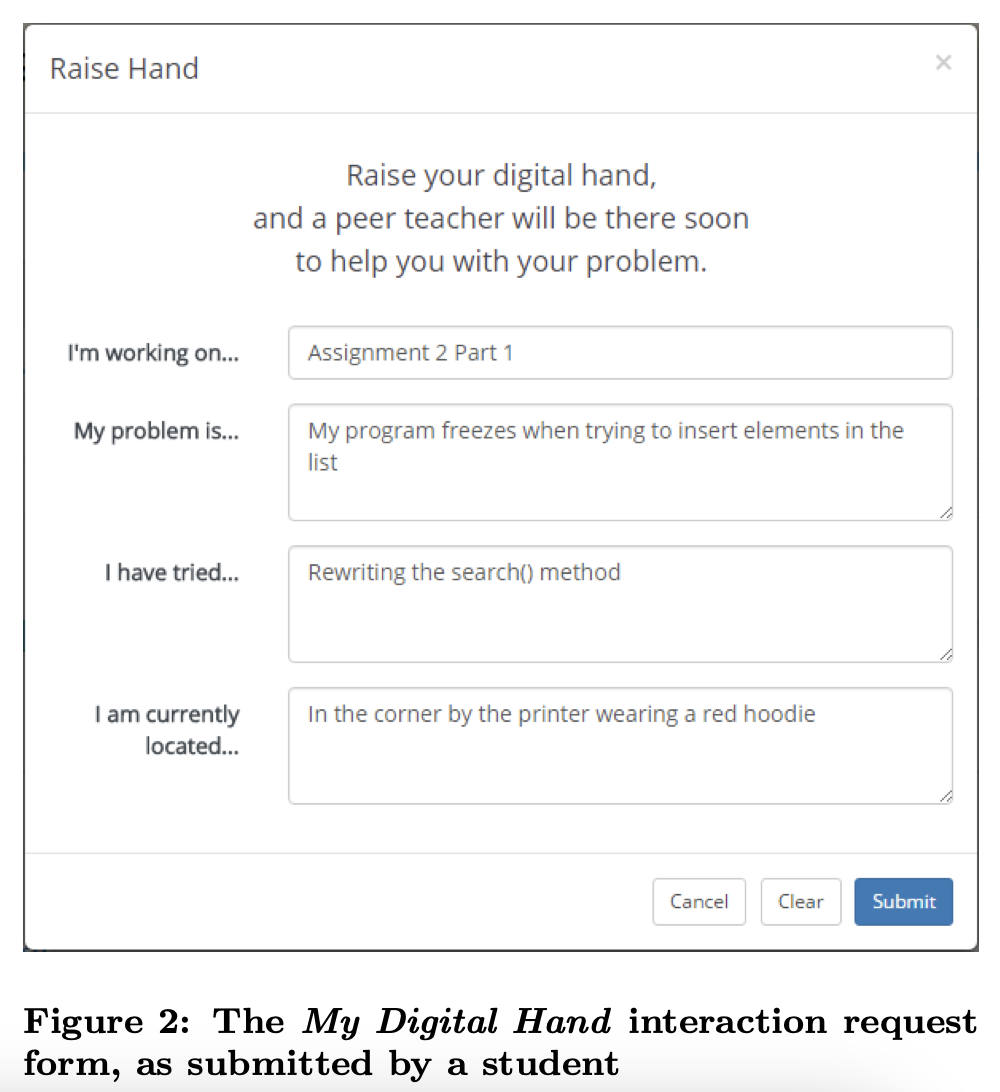 Raise Hand ×
Raise your digital hand,
and a peer teacher will be there soon
to help you with your problem.
I'm working on... Assignment 2 Part 1
My problem is... My program freezes when trying to insert elements in the
list
I have tried... Rewriting the search() method
I am currently In the corner by the printer wearing a red hoodie
located...
Cancel Clear Submit
Figure 2: The My Digital Hand interaction request
form, as submitted by a student